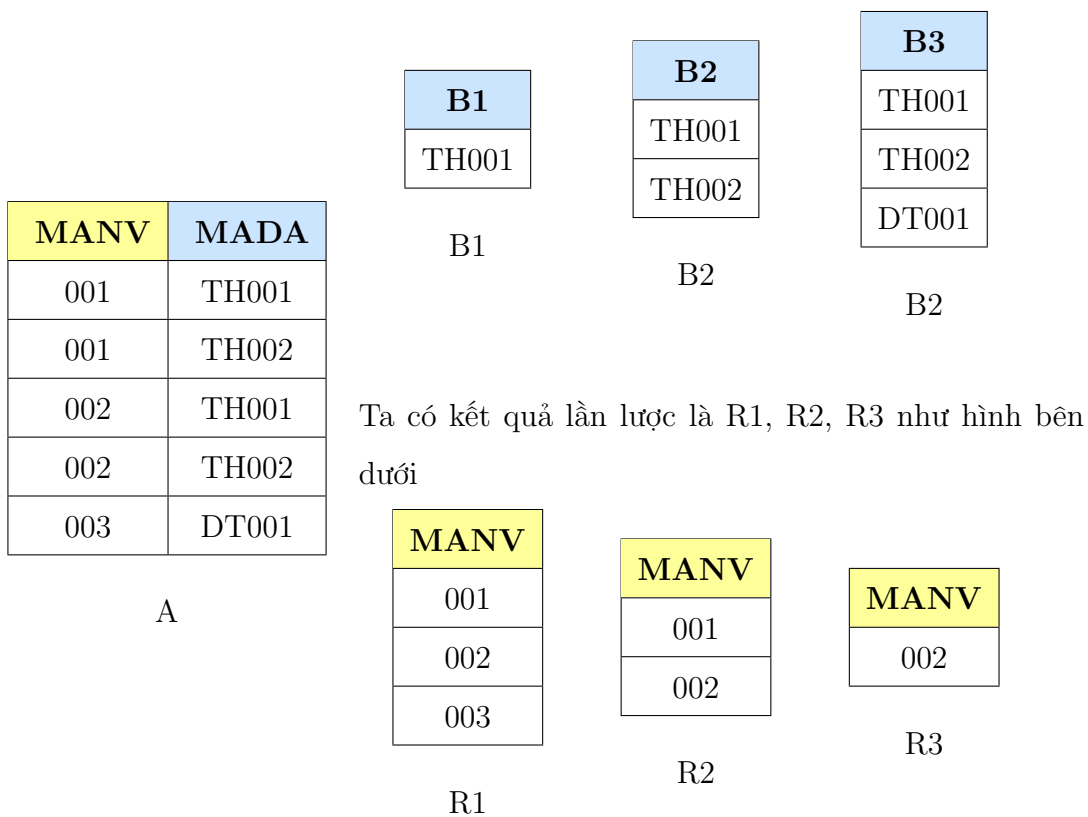 MANV MADA
001 TH001
001 TH002
002 TH001
002 TH002
003 DT001
A
B1
TH001
B1
B2
TH001
TH002
B2
B3
TH001
TH002
DT001
B2
Ta có kết quả lần lược là R1, R2, R3 như hình bên
dưới
MANV
001
002
003
R1
MANV
001
002
R2
MANV
002
R3